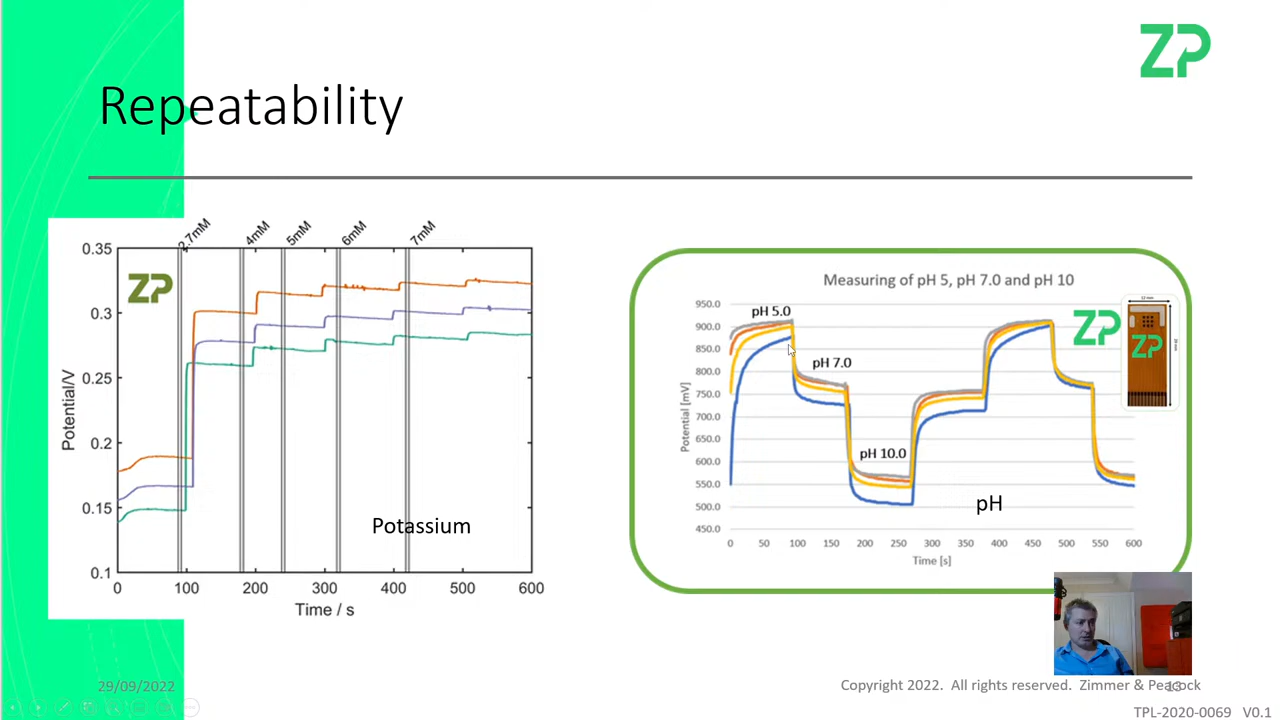 ZP
Repeatability
2.7mM
4mM
5mM
6mM
7mM
0.35
0.3
0.25
0.2
0.15
0.1
Potential/V
ZP
Potassium
0
100
200
300
400
500
600
Time / s
Measuring of pH 5, pH 7.0 and pH 10
950.0
900.0
850.0
800.0
750.0
700.0
650.0
600.0
550.0
500.0
450.0
Potential [mV]
pH 5.0
pH 7.0
pH 10.0
pH
ZP
ZP
0
50
100
150
200
250
300
350
400
450
500
550
600
Time [s]
29/09/2022
Copyright 2022. All rights reserved. Zimmer & Peacock
13
TPL-2020-0069 V0.1